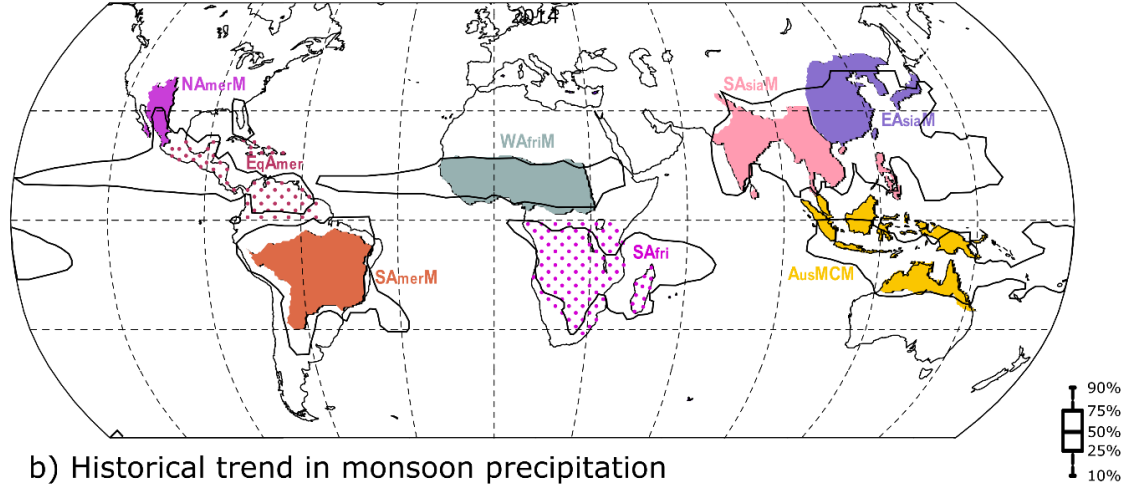 2014
NAmerM
SAsiaM
EAsiaM
WAfriM
EqAmer
SAfri
SAmerM
AusMCM
90%
75%
50%
25%
10%
b) Historical trend in monsoon precipitation